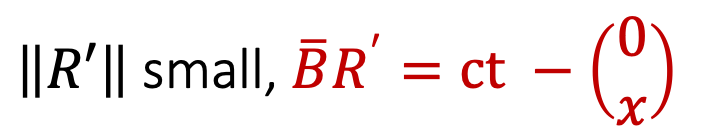 ‖R′‖ small, B̅R′ = ct − (0 x)